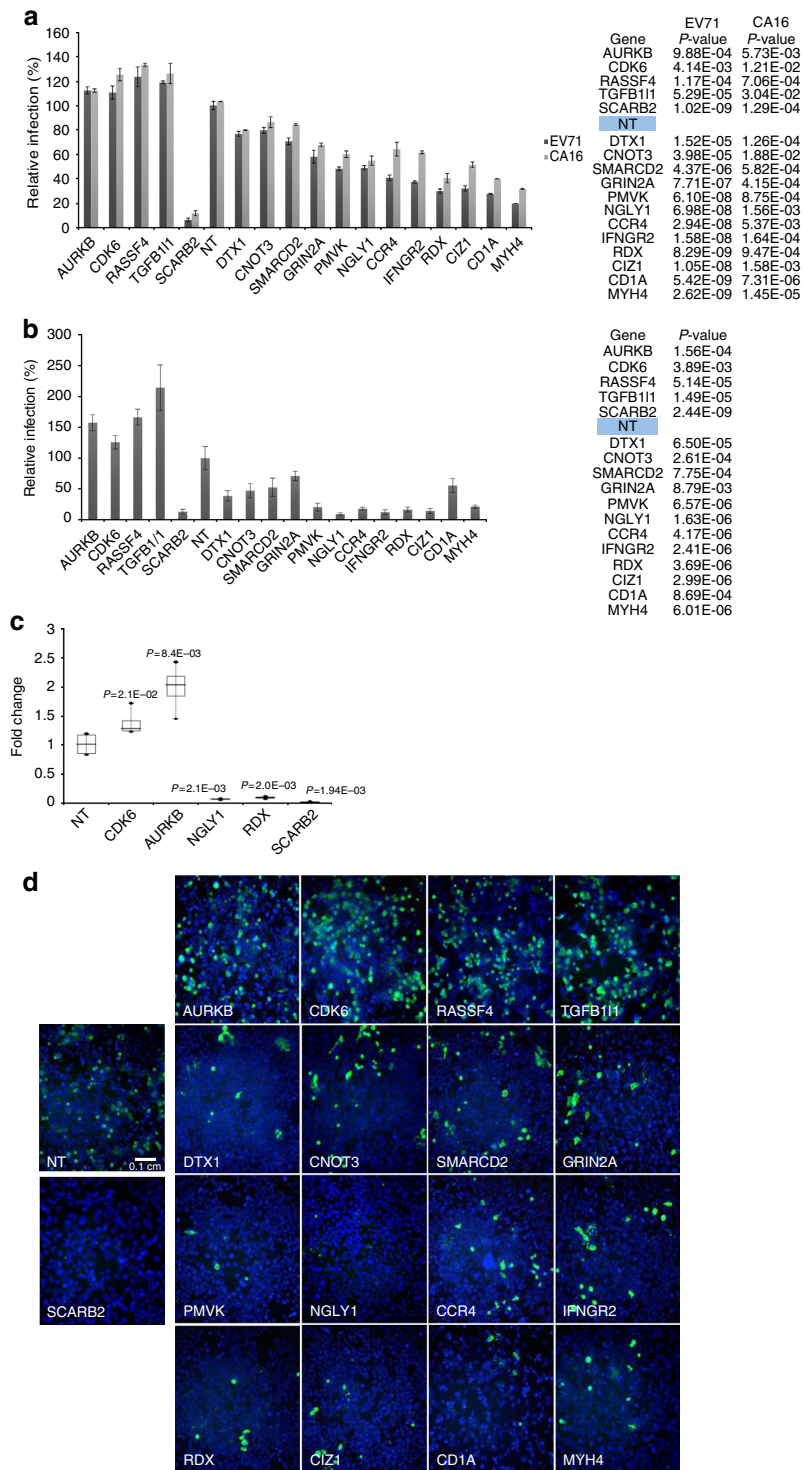 a
Relative infection (%)
160
140
120
100
80
60
40
20
0
AURKB
CDK6
RASSF4
TGFB1I1
SCARB2
NT
DTX1
CNOT3
SMARCD2
GRIN2A
PMVK
NGLY1
CCR4
IFNGR2
RDX
CIZ1
CD1A
MYH4
EV71
CA16
EV71 CA16
Gene P-value P-value
AURKB 9.88E-04 5.73E-03
CDK6 4.14E-03 1.21E-02
RASSF4 1.17E-04 7.06E-04
TGFB1I1 5.29E-05 3.04E-02
SCARB2 1.02E-09 1.29E-04
NT
DTX1 1.52E-05 1.26E-04
CNOT3 3.98E-05 1.88E-02
SMARCD2 4.37E-06 5.82E-04
GRIN2A 7.71E-07 4.15E-04
PMVK 6.10E-08 8.75E-04
NGLY1 6.98E-08 1.56E-03
CCR4 2.94E-08 5.37E-03
IFNGR2 1.58E-08 1.64E-04
RDX 8.29E-09 9.47E-04
CIZ1 1.05E-08 1.58E-03
CD1A 5.42E-09 7.31E-06
MYH4 2.62E-09 1.45E-05
b
Relative infection (%)
300
250
200
150
100
50
0
AURKB
CDK6
RASSF4
TGFB1/1
SCARB2
NT
DTX1
CNOT3
SMARCD2
GRIN2A
PMVK
NGLY1
CCR4
IFNGR2
RDX
CIZ1
CD1A
MYH4
Gene P-value
AURKB 1.56E-04
CDK6 3.89E-03
RASSF4 5.14E-05
TGFB1I1 1.49E-05
SCARB2 2.44E-09
NT
DTX1 6.50E-05
CNOT3 2.61E-04
SMARCD2 7.75E-04
GRIN2A 8.79E-03
PMVK 6.57E-06
NGLY1 1.63E-06
CCR4 4.17E-06
IFNGR2 2.41E-06
RDX 3.69E-06
CIZ1 2.99E-06
CD1A 8.69E-04
MYH4 6.01E-06
c
Fold change
3
2.5
2
1.5
1
0.5
0
P=2.1E–02
P=8.4E–03
P=2.1E–03
P=2.0E–03
P=1.94E–03
NT
CDK6
AURKB
NGLY1
RDX
SCARB2
d
AURKB
CDK6
RASSF4
TGFB1I1
NT
0.1 cm
DTX1
CNOT3
SMARCD2
GRIN2A
SCARB2
PMVK
NGLY1
CCR4
IFNGR2
RDX
CIZ1
CD1A
MYH4